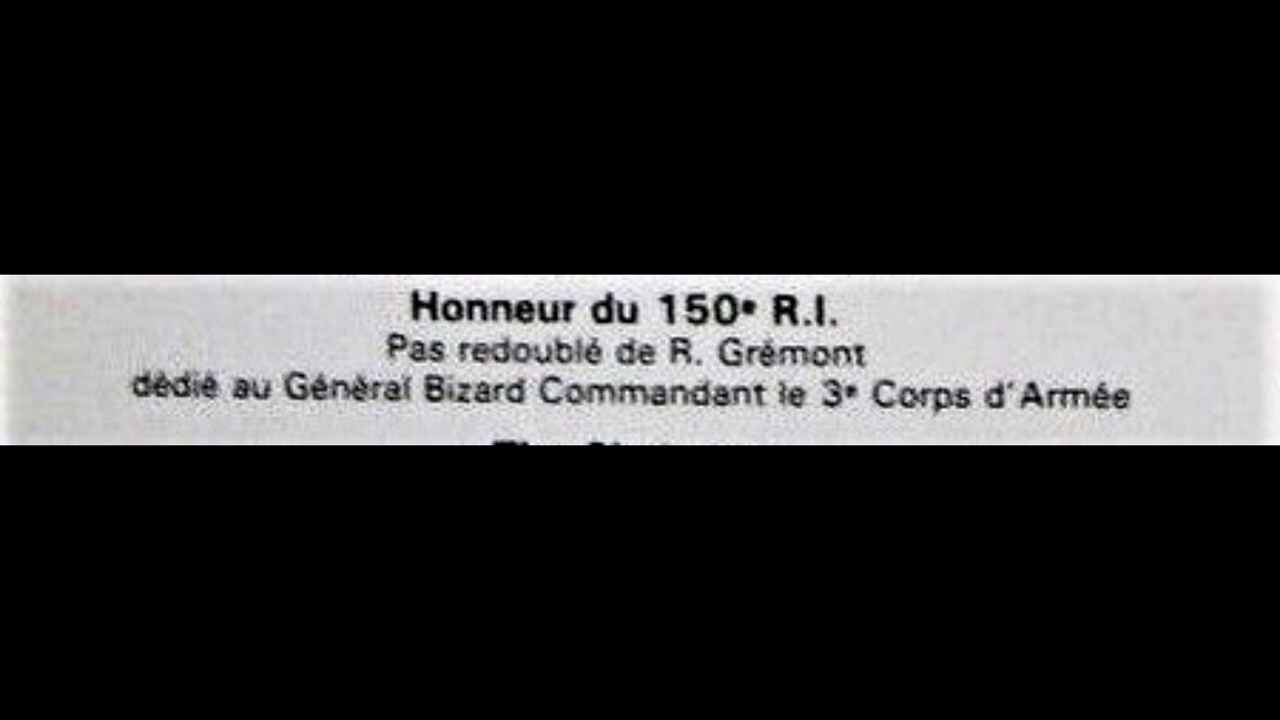 Honneur du 150e R.I.
Pas redoublé de R. Grémont
dédié au Général Bizard Commandant le 3e Corps d'Armée